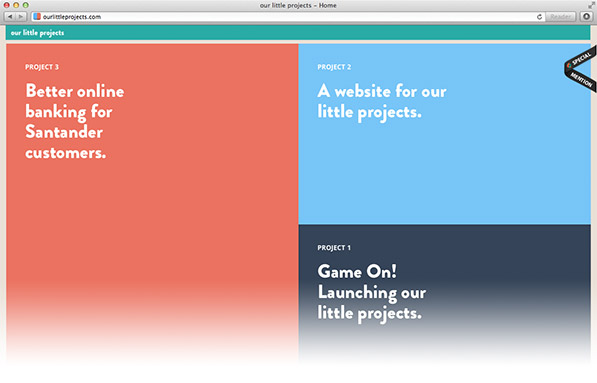 our little projects – Home
ourlittleprojects.com
Reader
our little projects
PROJECT 3
Better online
banking for
Santander
customers.
PROJECT 2
A website for our
little projects.
SPECIAL
MENTION
PROJECT 1
Game On!
Launching our
little projects.